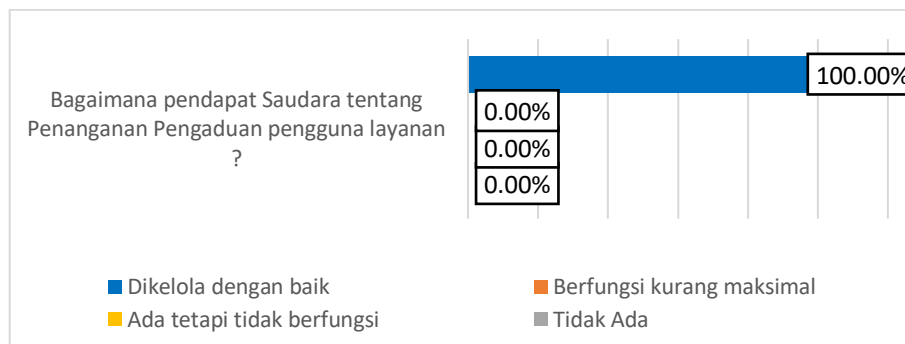 Bagaimana pendapat Saudara tentang
Penanganan Pengaduan pengguna layanan
?
100.00%
0.00%
0.00%
0.00%
Dikelola dengan baik
Berfungsi kurang maksimal
Ada tetapi tidak berfungsi
Tidak Ada